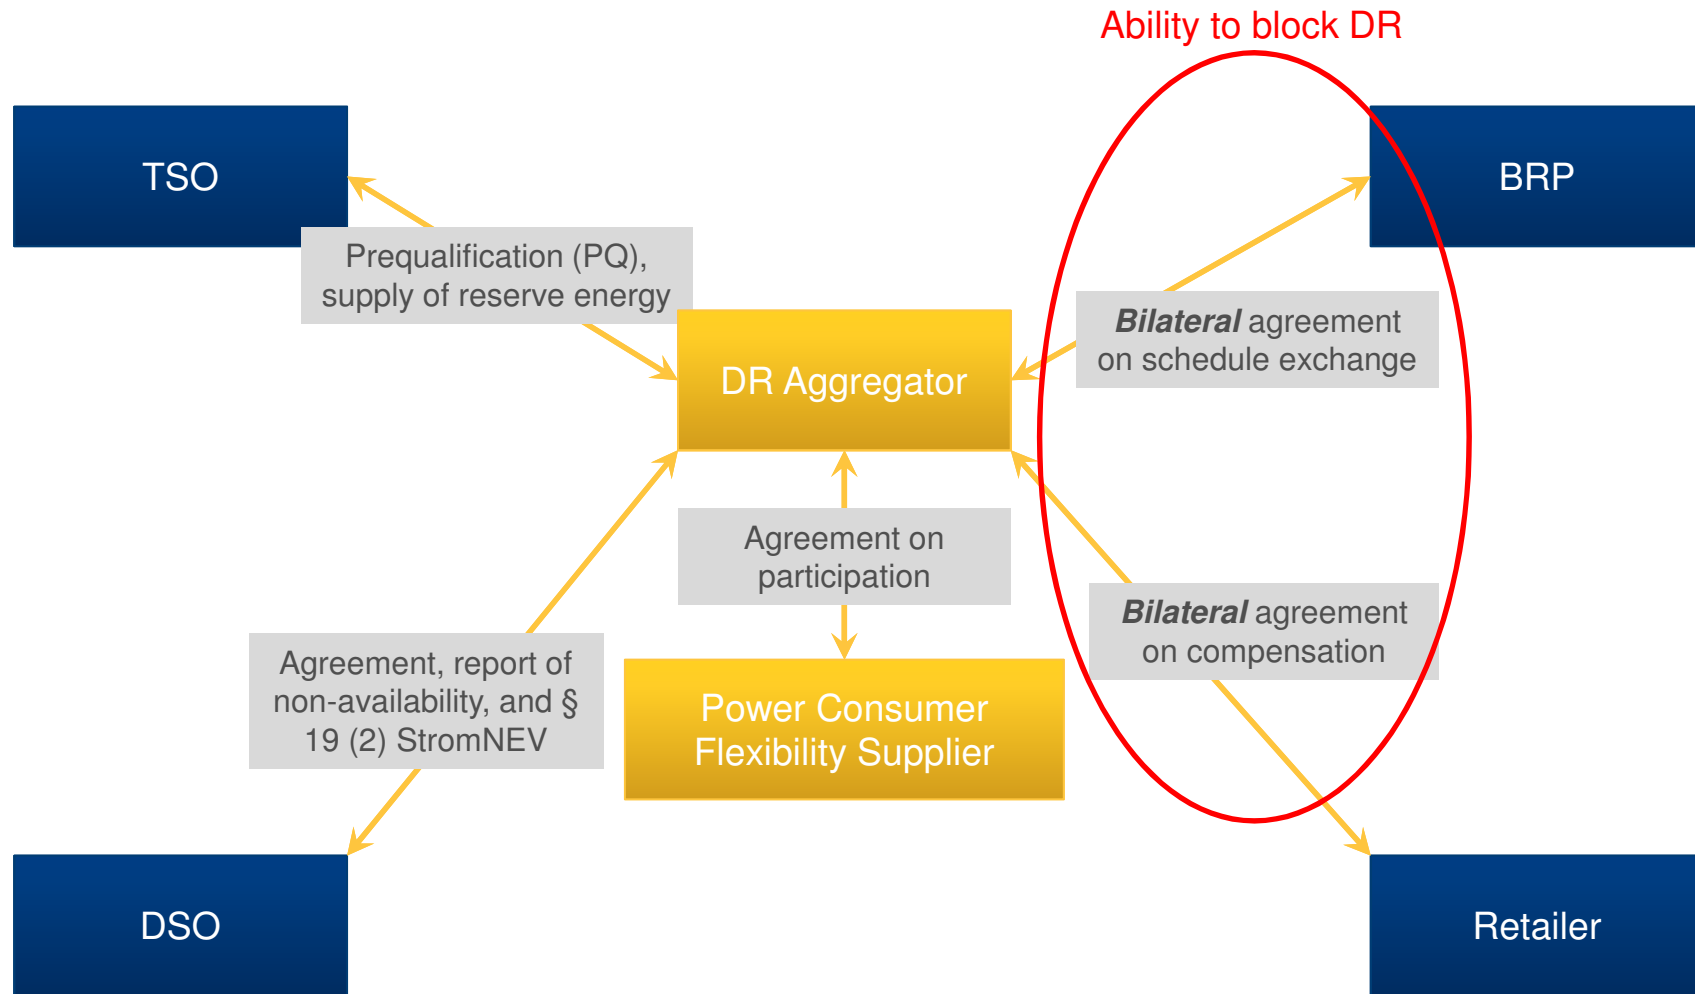 Ability to block DR
TSO
BRP
Prequalification (PQ),
supply of reserve energy
Bilateral agreement
on schedule exchange
DR Aggregator
Agreement on
participation
Bilateral agreement
on compensation
Agreement, report of
non-availability, and §
19 (2) StromNEV
Power Consumer
Flexibility Supplier
DSO
Retailer